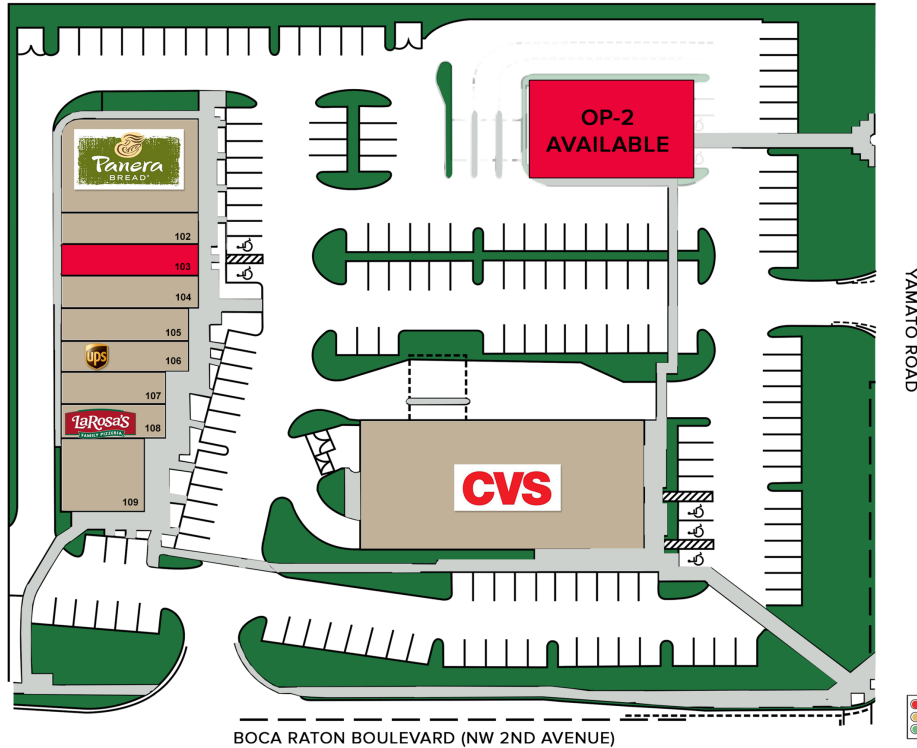 OP-2
AVAILABLE
Panera
BREAD®
102
103
104
105
ups
106
107
LaRosa's
FAMILY PIZZERIA
108
109
CVS
YAMATO ROAD
BOCA RATON BOULEVARD (NW 2ND AVENUE)